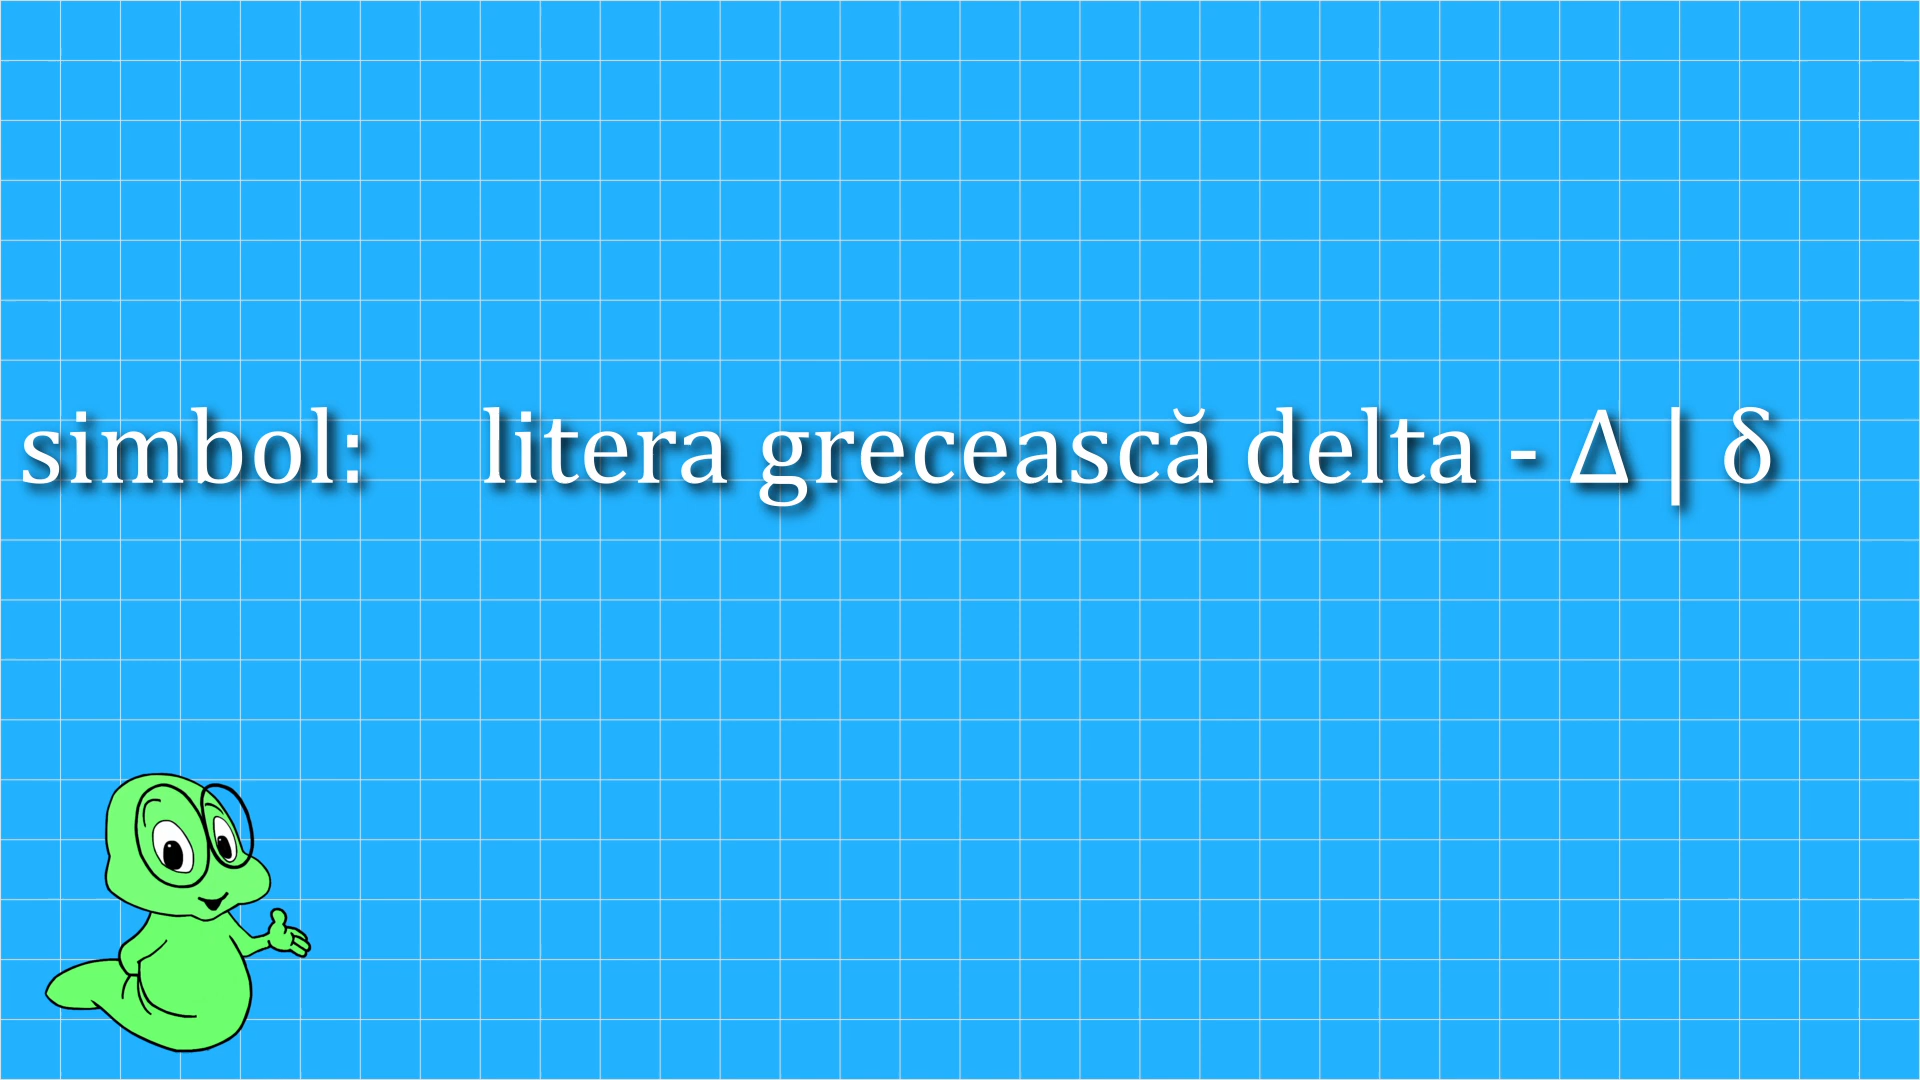 simbol: litera grecească delta - Δ | δ